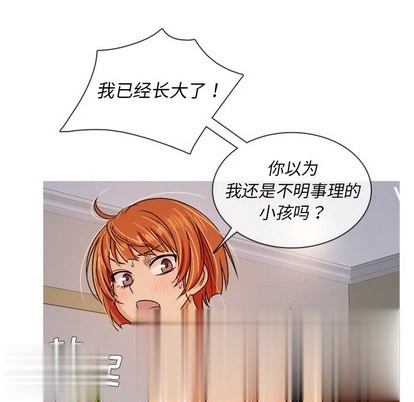 我已经长大了！
你以为
我还是不明事理的
小孩吗？